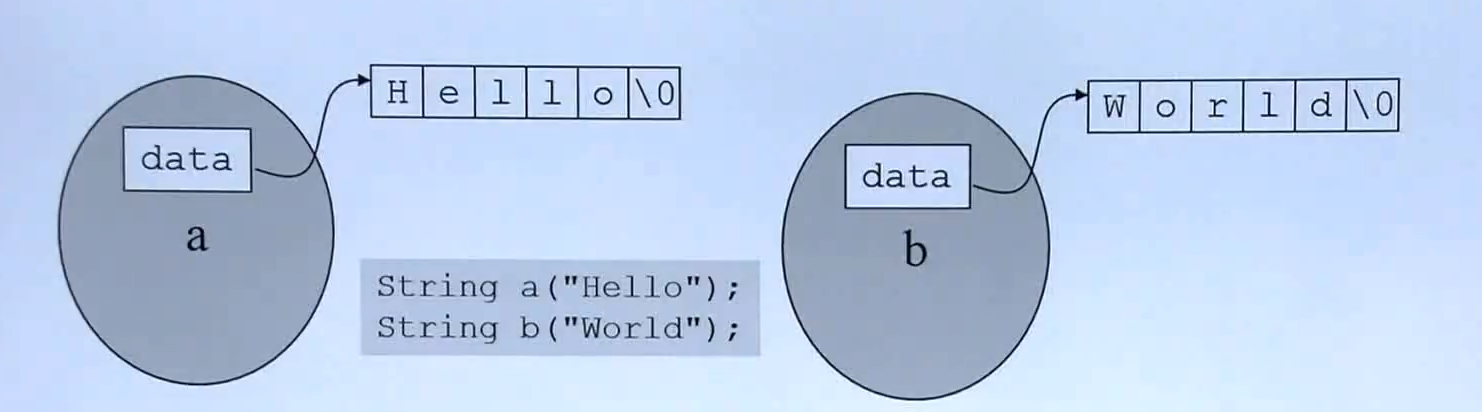 H e l l o \0
W o r l d \0
data
data
a
b
String a("Hello");
String b("World");